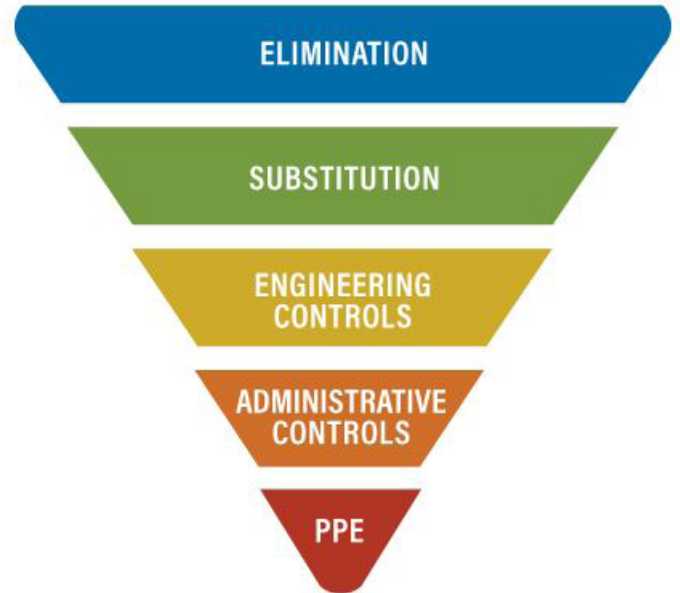 ELIMINATION
SUBSTITUTION
ENGINEERING
CONTROLS
ADMINISTRATIVE
CONTROLS
PPE